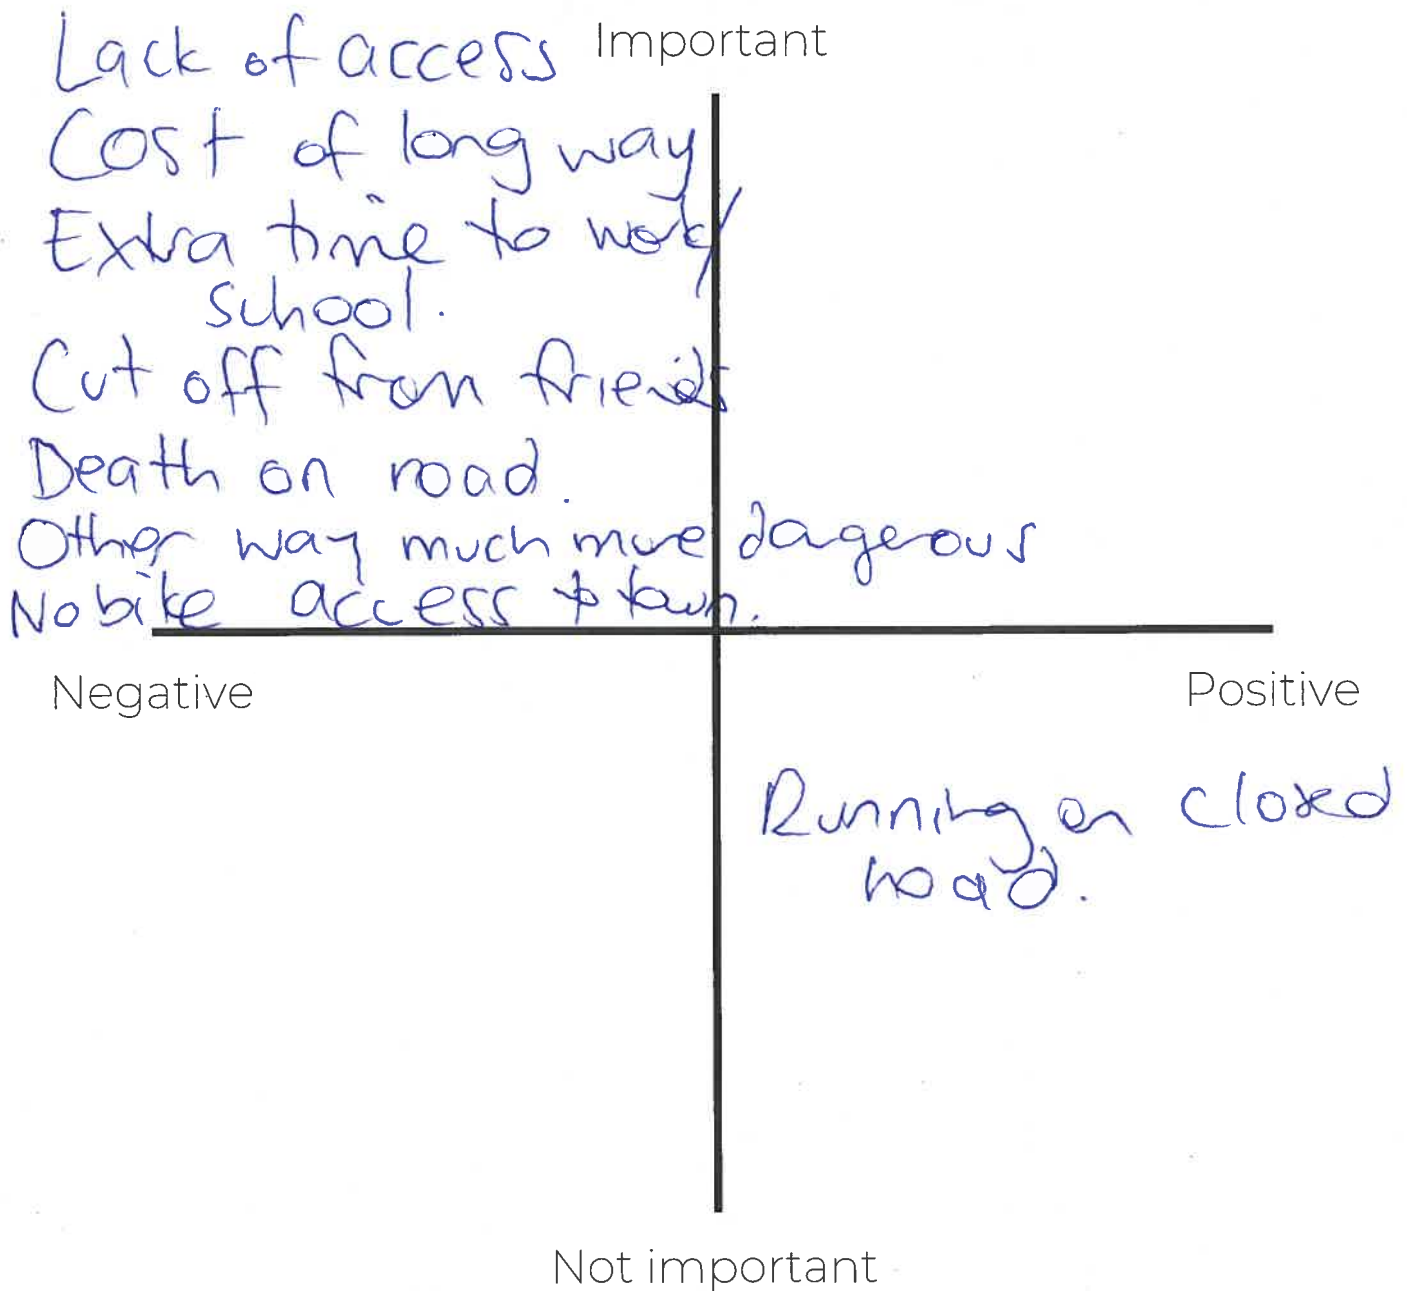 Important
Lack of access
Cost of long way
Extra time to work/
school.
Cut off from friends
Death on road.
Other way much more dagerous
No bike access to town.
Negative
Positive
Running on closed
road.
Not important